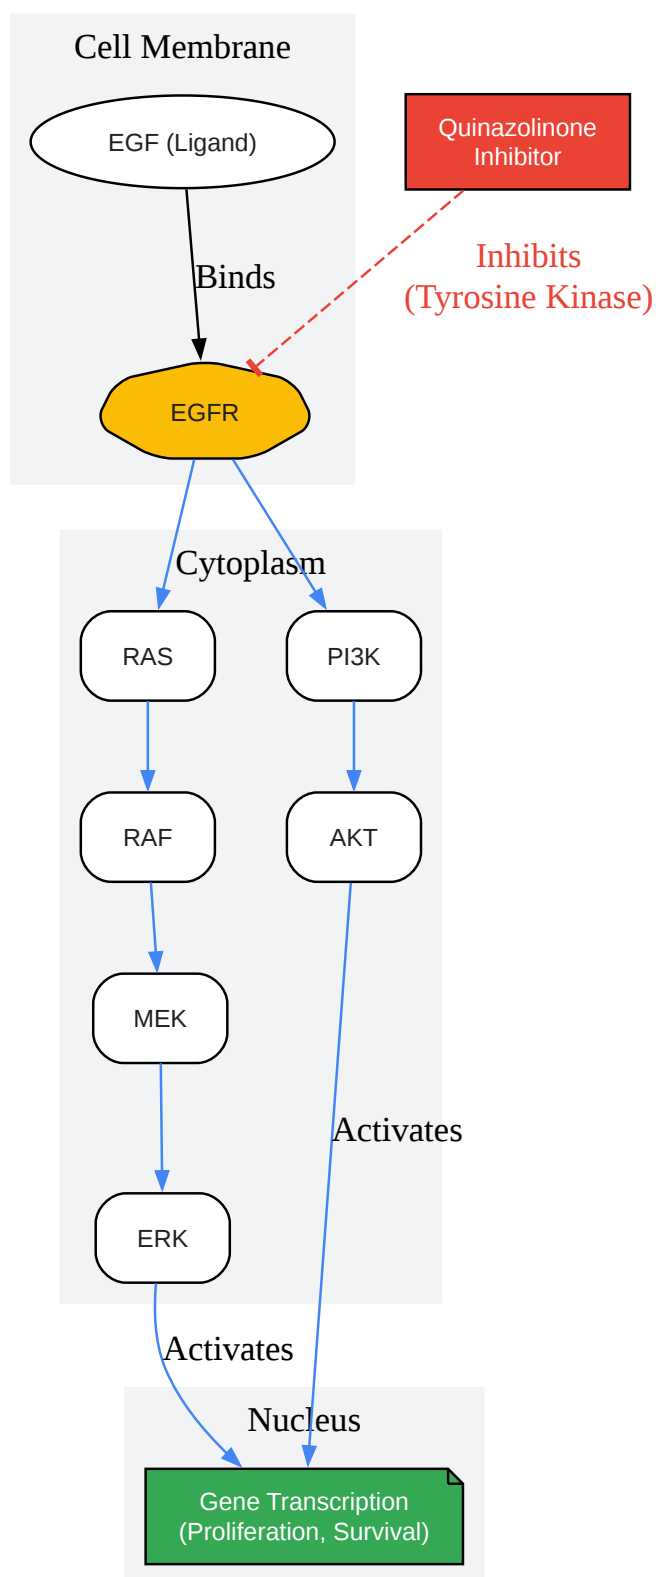 Cell Membrane
EGF (Ligand)
Quinazolinone
Inhibitor
Binds
Inhibits
(Tyrosine Kinase)
EGFR
Cytoplasm
RAS
PI3K
RAF
AKT
MEK
Activates
ERK
Activates
Nucleus
Gene Transcription
(Proliferation, Survival)